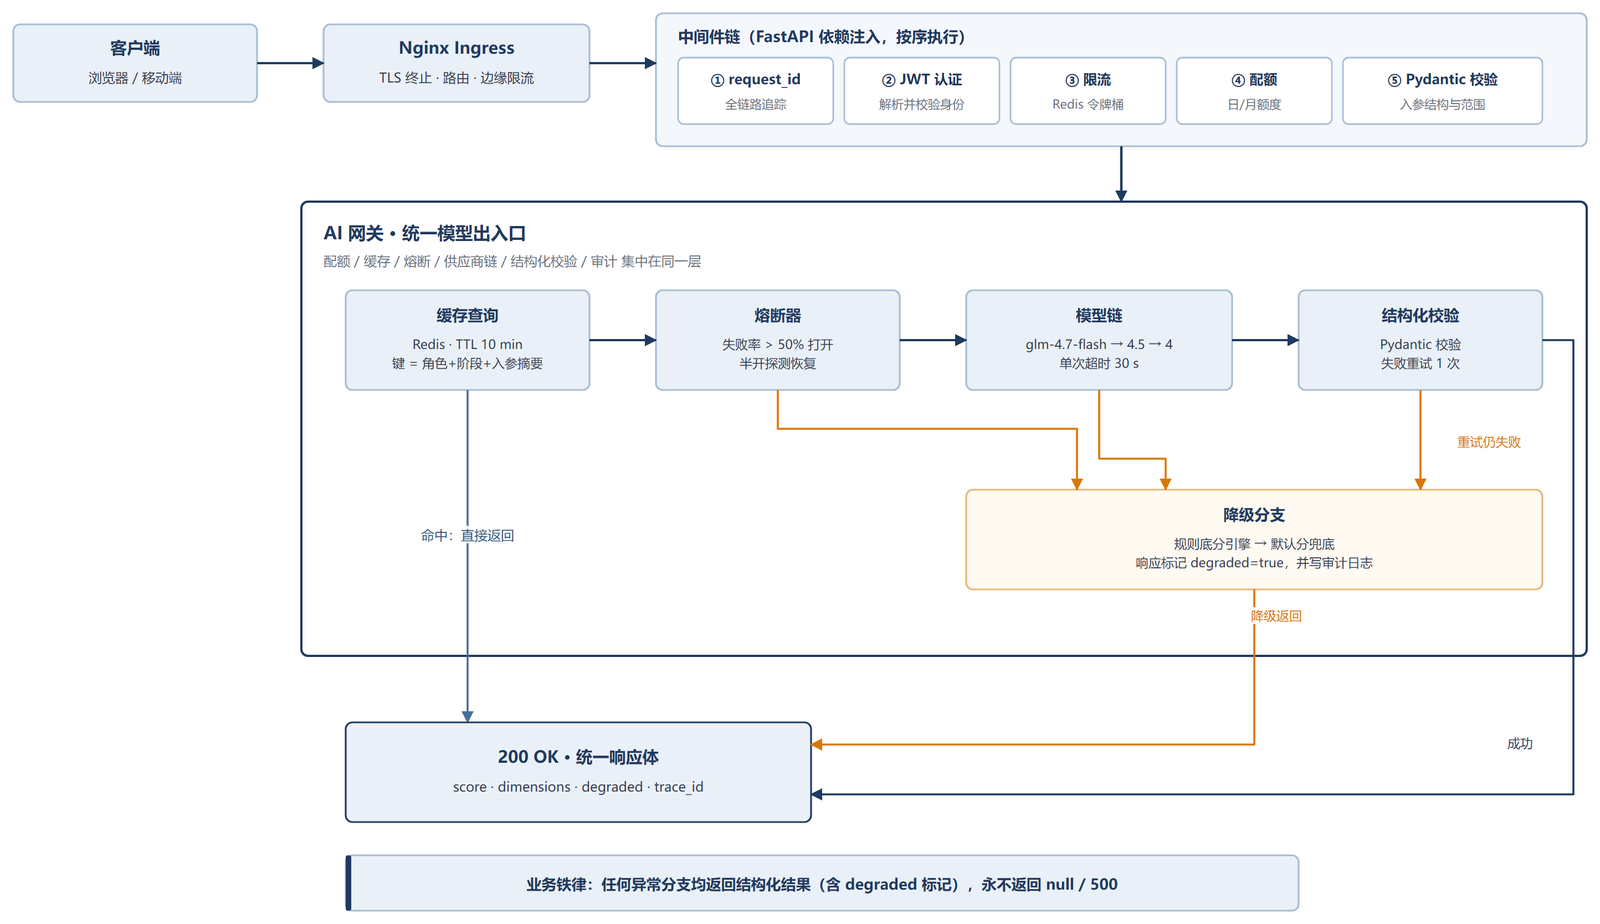 客户端
浏览器 / 移动端
Nginx Ingress
TLS 终止 · 路由 · 边缘限流
中间件链（FastAPI 依赖注入，按序执行）
① request_id
全链路追踪
② JWT 认证
解析并校验身份
③ 限流
Redis 令牌桶
④ 配额
日/月额度
⑤ Pydantic 校验
入参结构与范围
AI 网关 · 统一模型出入口
配额 / 缓存 / 熔断 / 供应商链 / 结构化校验 / 审计 集中在同一层
缓存查询
Redis · TTL 10 min
键 = 角色+阶段+入参摘要
熔断器
失败率 > 50% 打开
半开探测恢复
模型链
glm-4.7-flash → 4.5 → 4
单次超时 30 s
结构化校验
Pydantic 校验
失败重试 1 次
重试仍失败
降级分支
规则底分引擎 → 默认分兜底
响应标记 degraded=true，并写审计日志
命中：直接返回
降级返回
200 OK · 统一响应体
score · dimensions · degraded · trace_id
成功
业务铁律：任何异常分支均返回结构化结果（含 degraded 标记），永不返回 null / 500